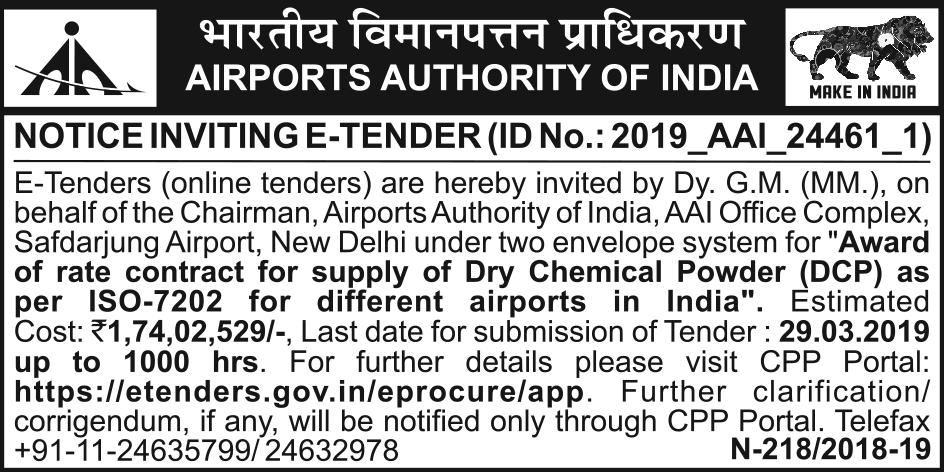 भारतीय विमानपत्तन प्राधिकरण
AIRPORTS AUTHORITY OF INDIA
MAKE IN INDIA
NOTICE INVITING E-TENDER (ID No.: 2019_AAI_24461_1)
E-Tenders (online tenders) are hereby invited by Dy. G.M. (MM.), on
behalf of the Chairman, Airports Authority of India, AAI Office Complex,
Safdarjung Airport, New Delhi under two envelope system for "Award
of rate contract for supply of Dry Chemical Powder (DCP) as
per ISO-7202 for different airports in India". Estimated
Cost: ₹1,74,02,529/-, Last date for submission of Tender : 29.03.2019
up to 1000 hrs. For further details please visit CPP Portal:
https://etenders.gov.in/eprocure/app. Further clarification/
corrigendum, if any, will be notified only through CPP Portal. Telefax
+91-11-24635799/ 24632978
N-218/2018-19